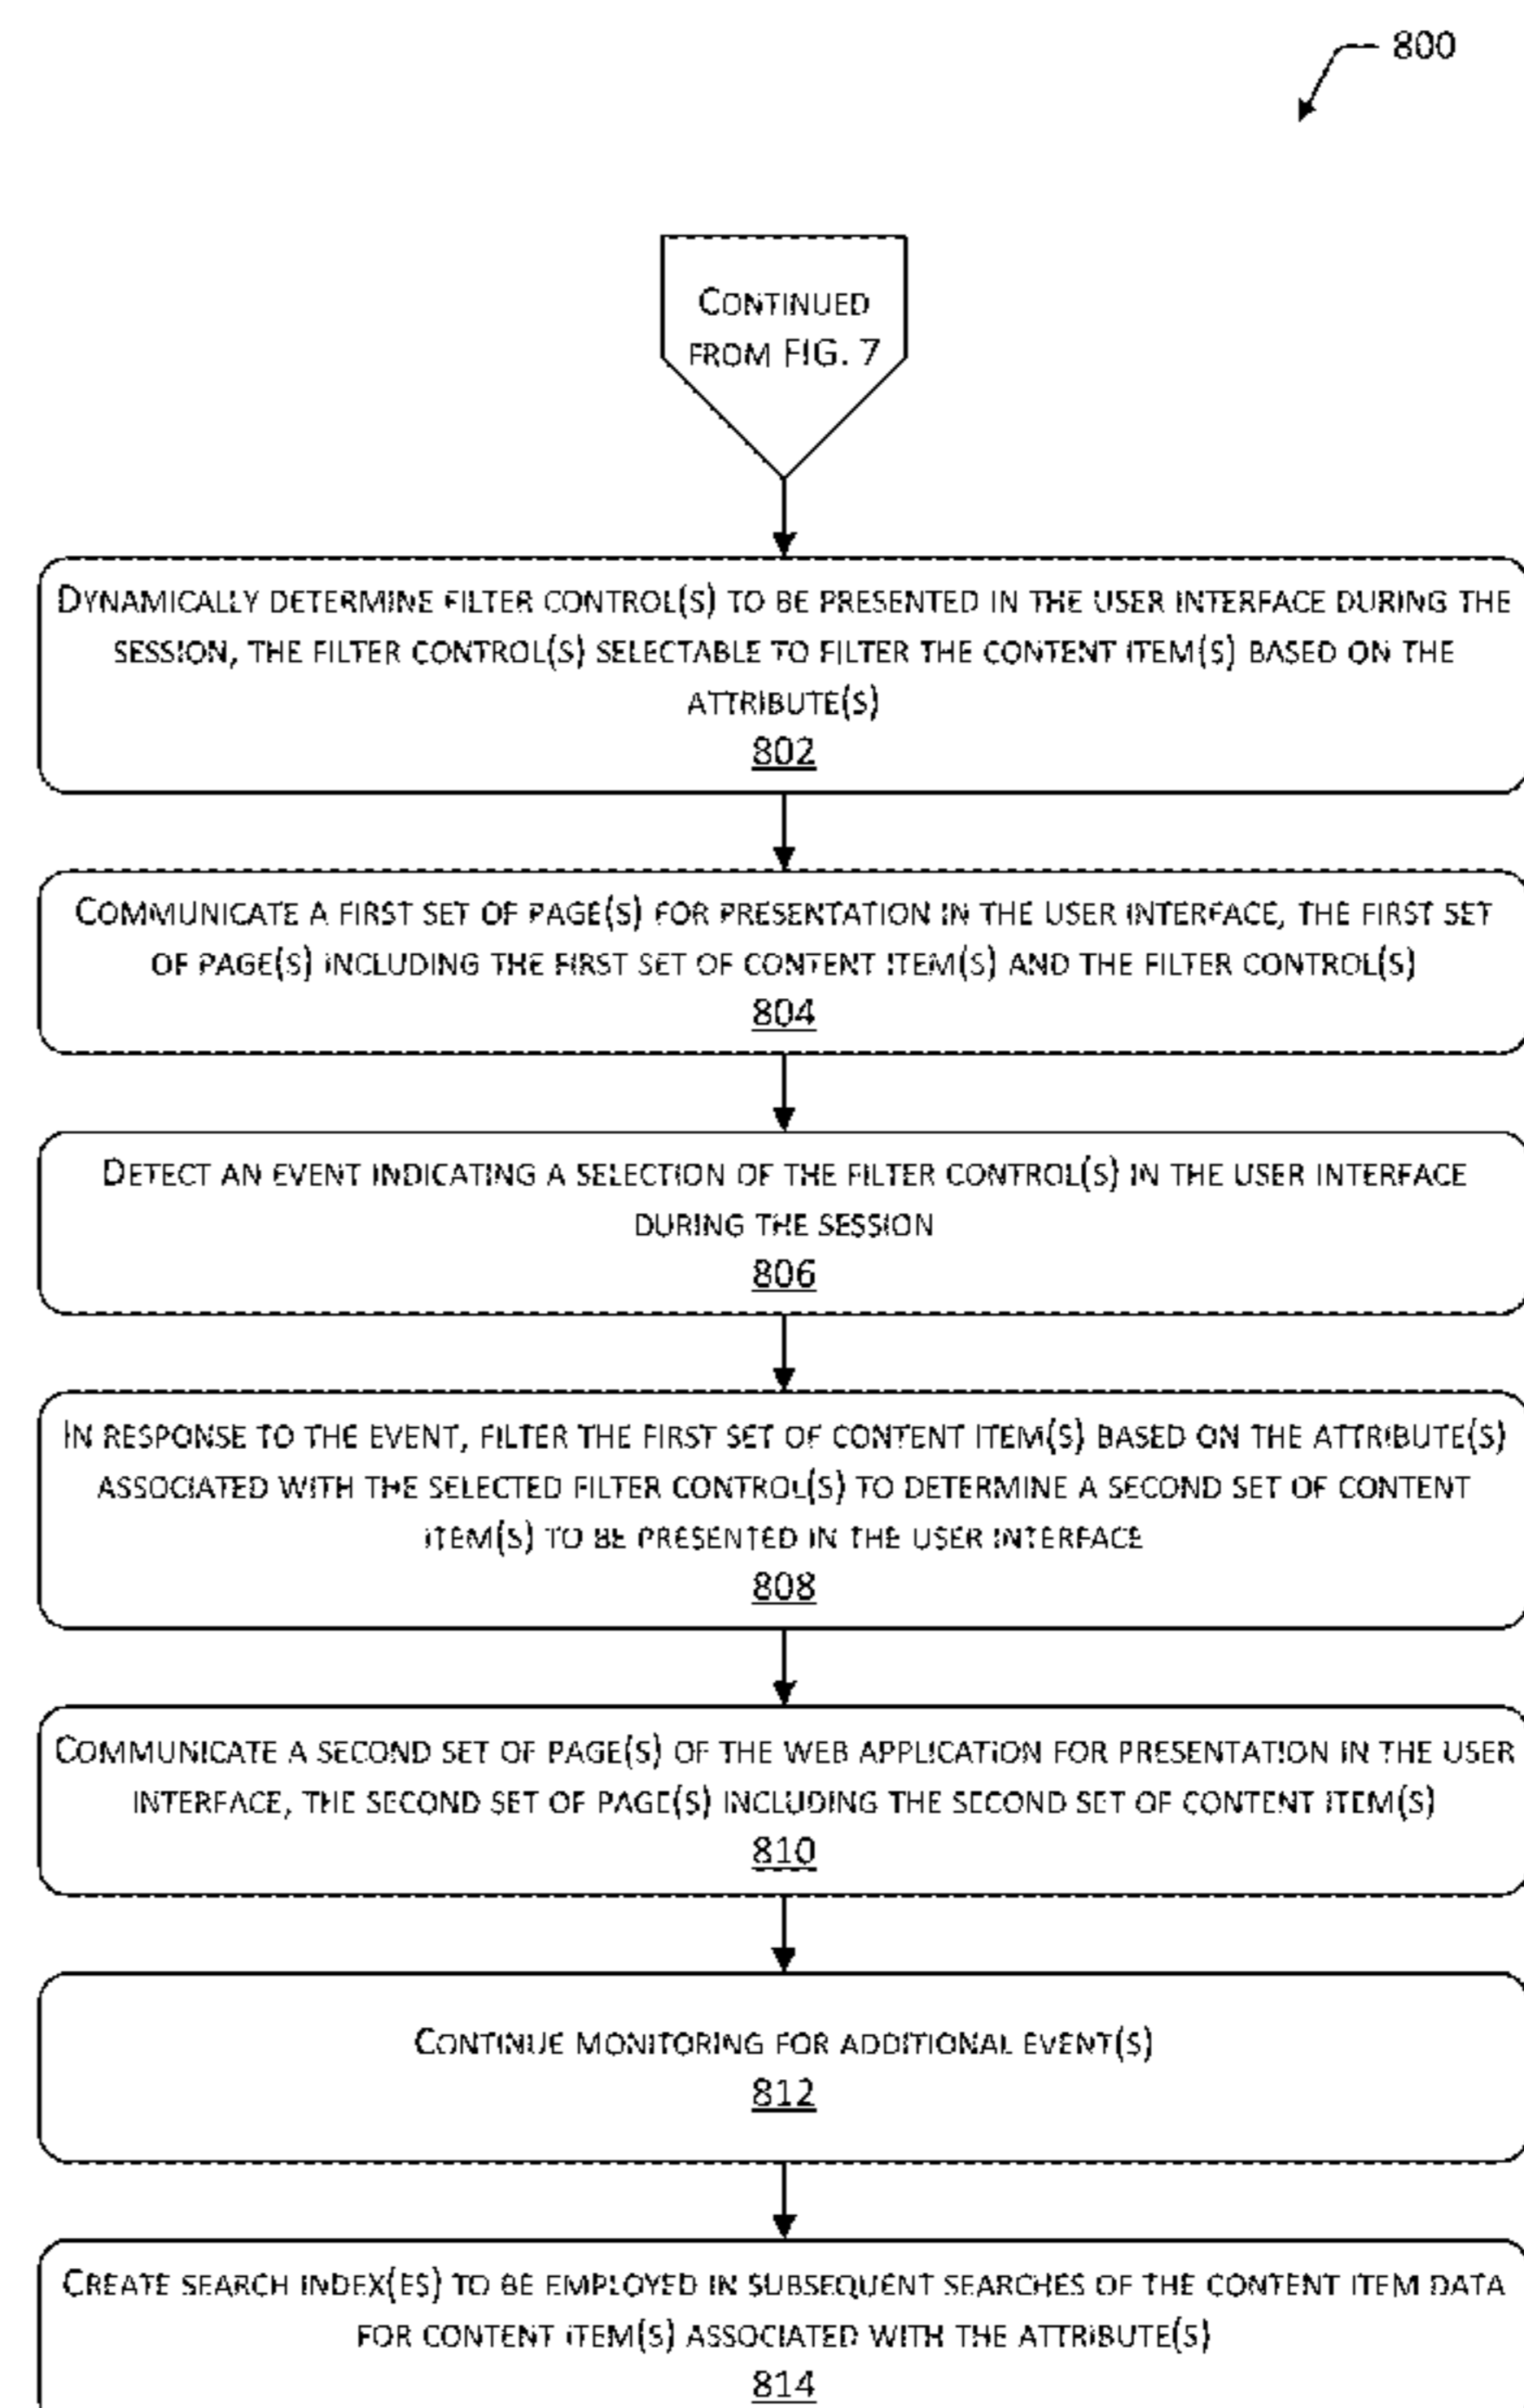 800
CONTINUED
FROM FIG. 7
DYNAMICALLY DETERMINE FILTER CONTROL(S) TO BE PRESENTED IN THE USER INTERFACE DURING THE
SESSION, THE FILTER CONTROL(S) SELECTABLE TO FILTER THE CONTENT ITEM(S) BASED ON THE
ATTRIBUTE(S)
802
COMMUNICATE A FIRST SET OF PAGE(S) FOR PRESENTATION IN THE USER INTERFACE, THE FIRST SET
OF PAGE(S) INCLUDING THE FIRST SET OF CONTENT ITEM(S) AND THE FILTER CONTROL(S)
804
DETECT AN EVENT INDICATING A SELECTION OF THE FILTER CONTROL(S) IN THE USER INTERFACE
DURING THE SESSION
806
IN RESPONSE TO THE EVENT, FILTER THE FIRST SET OF CONTENT ITEM(S) BASED ON THE ATTRIBUTE(S)
ASSOCIATED WITH THE SELECTED FILTER CONTROL(S) TO DETERMINE A SECOND SET OF CONTENT
ITEM(S) TO BE PRESENTED IN THE USER INTERFACE
808
COMMUNICATE A SECOND SET OF PAGE(S) OF THE WEB APPLICATION FOR PRESENTATION IN THE USER
INTERFACE, THE SECOND SET OF PAGE(S) INCLUDING THE SECOND SET OF CONTENT ITEM(S)
810
CONTINUE MONITORING FOR ADDITIONAL EVENT(S)
812
CREATE SEARCH INDEX(ES) TO BE EMPLOYED IN SUBSEQUENT SEARCHES OF THE CONTENT ITEM DATA
FOR CONTENT ITEM(S) ASSOCIATED WITH THE ATTRIBUTE(S)
814